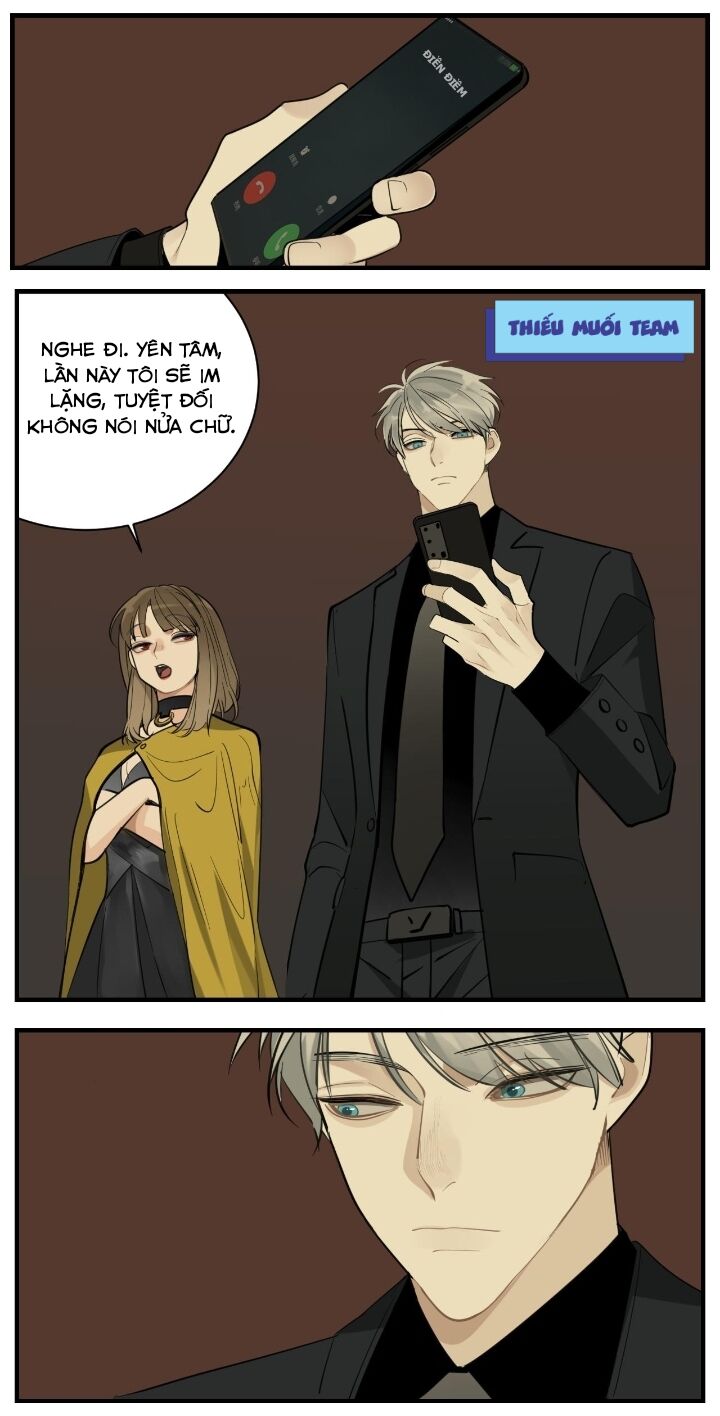 ĐIỀN ĐIỀM
THIẾU MUỐI TEAM
NGHE ĐI. YÊN TÂM,
LẦN NÀY TÔI SẼ IM
LẶNG, TUYỆT ĐỐI
KHÔNG NÓI NỬA CHỮ.